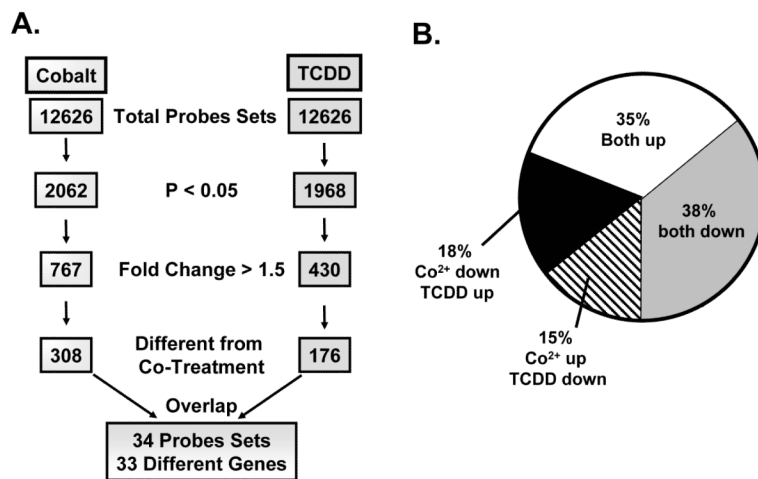 A.
Cobalt
TCDD
12626 Total Probes Sets 12626
2062 P < 0.05 1968
767 Fold Change > 1.5 430
308 Different from 176
Co-Treatment
Overlap
34 Probes Sets
33 Different Genes
B.
35%
Both up
38%
both down
18%
Co²⁺ down
TCDD up
15%
Co²⁺ up
TCDD down